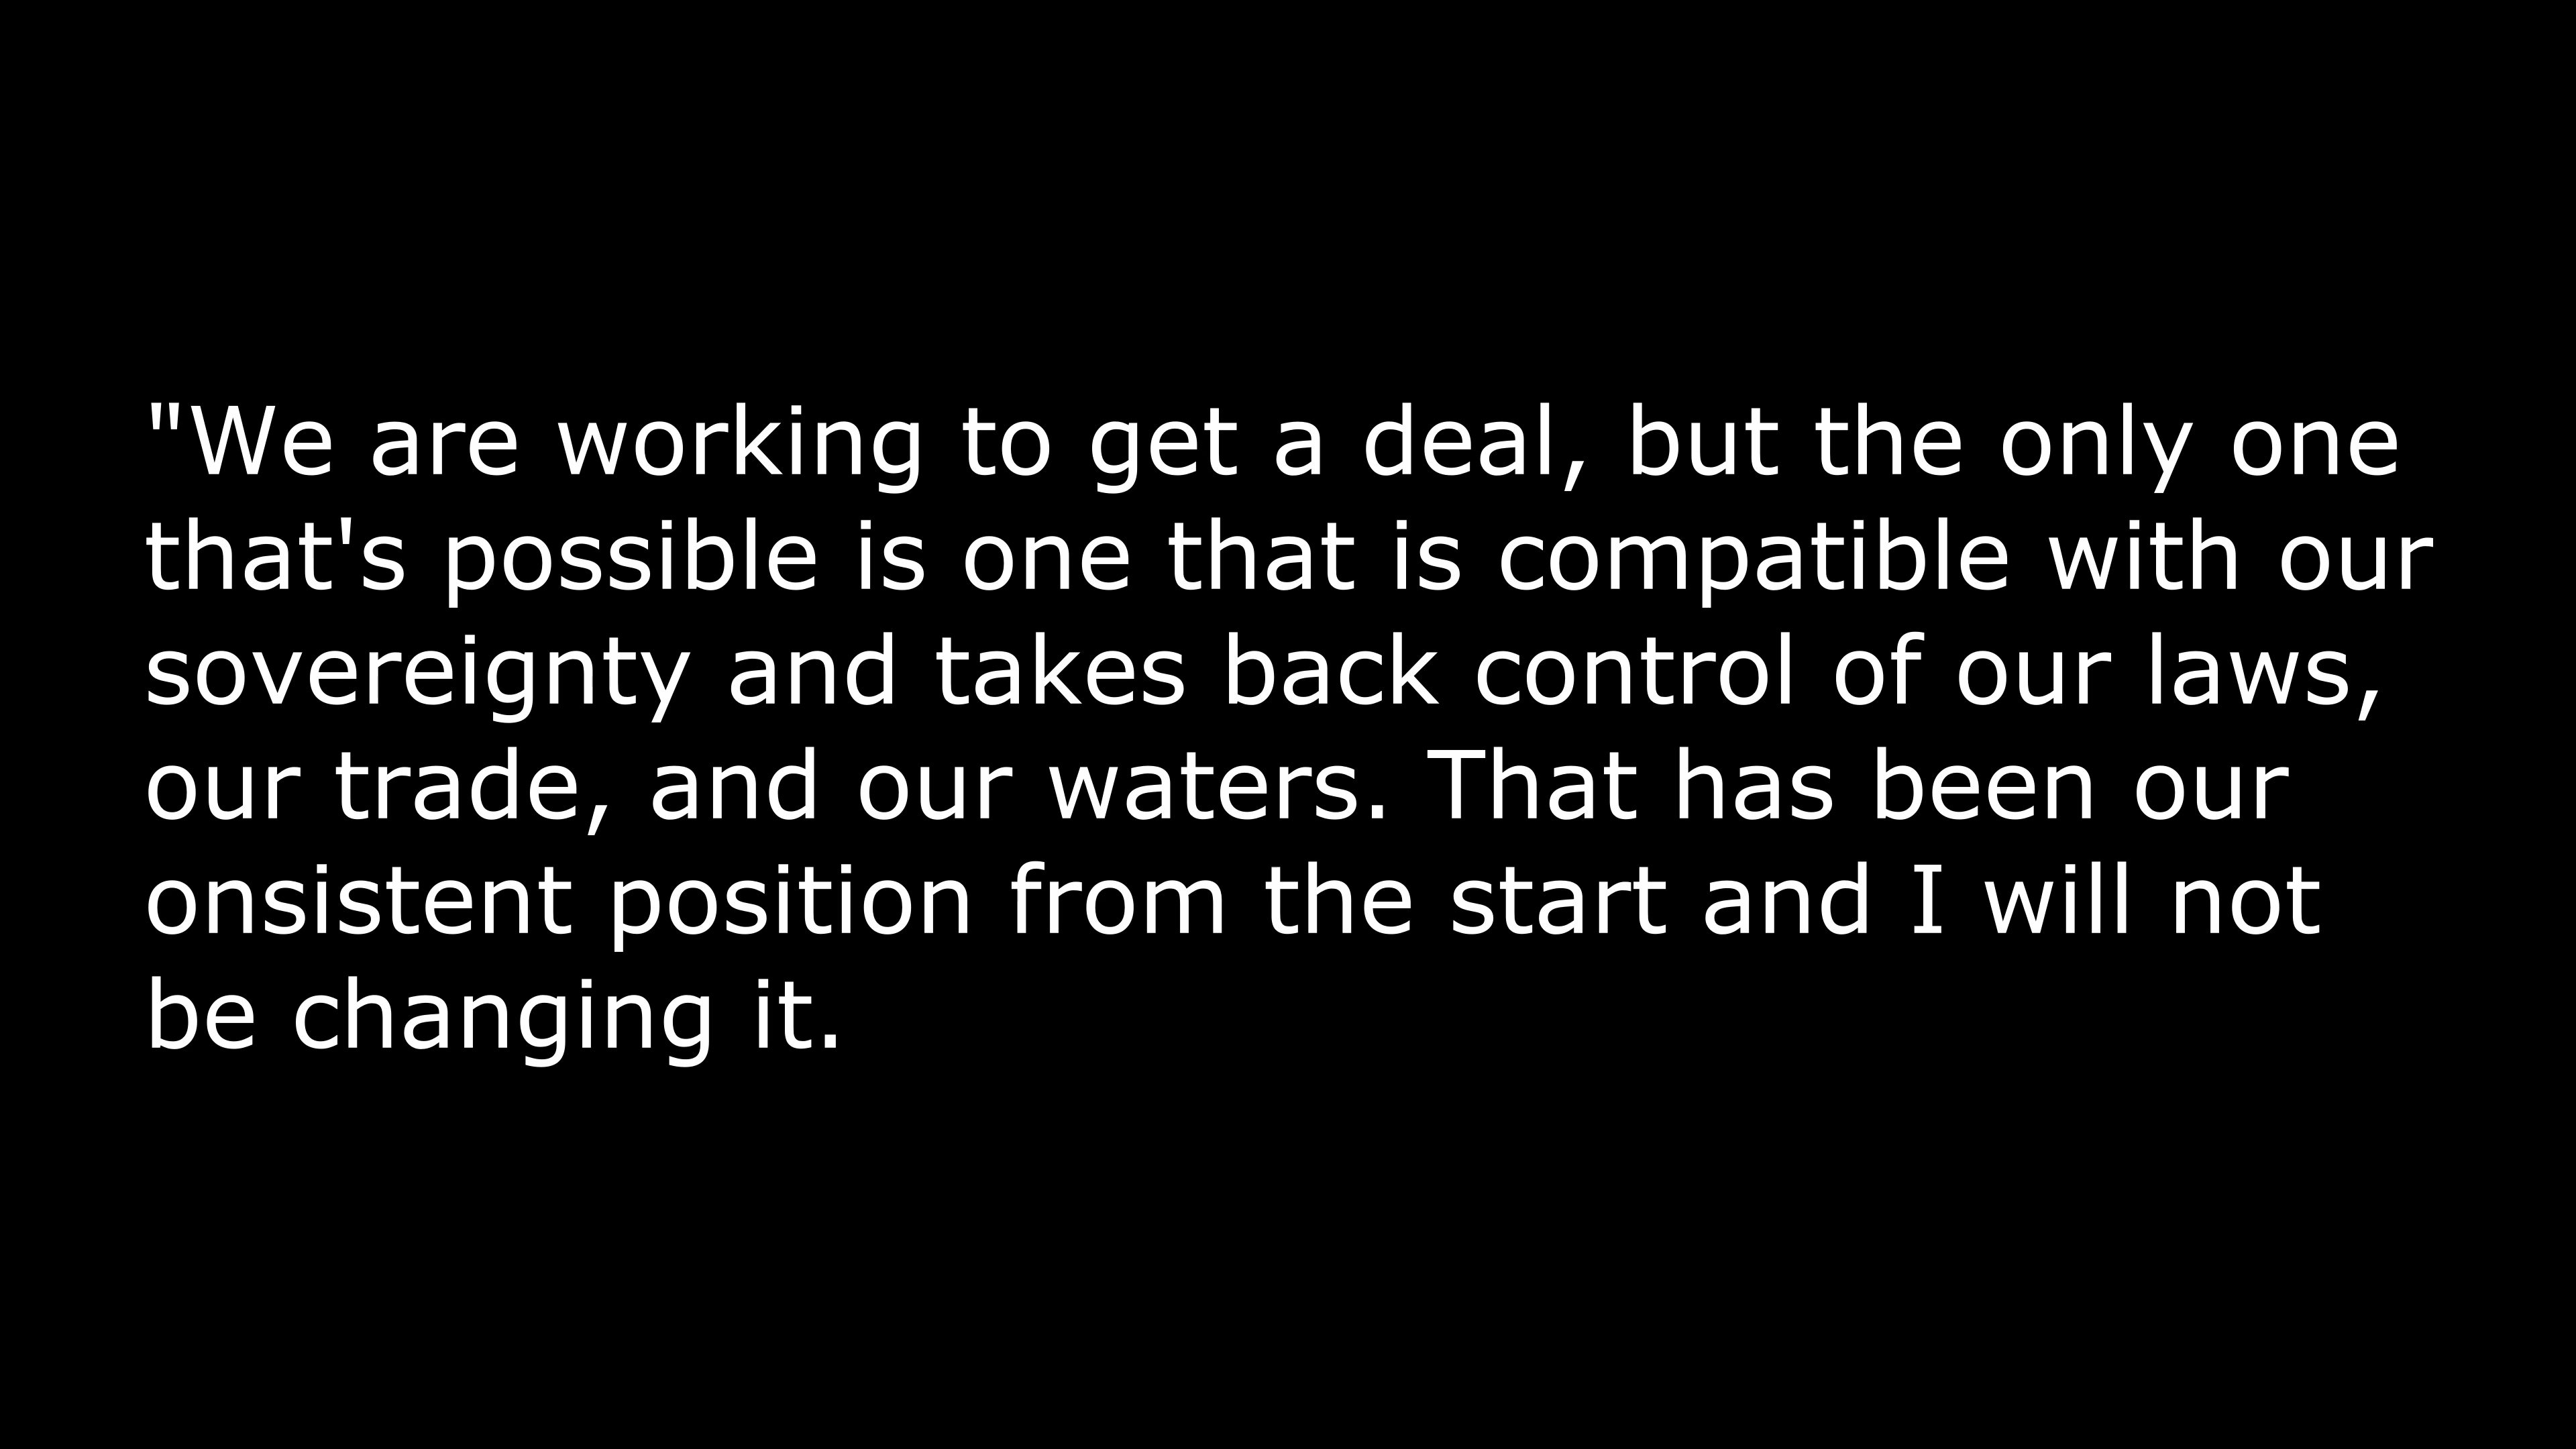 "We are working to get a deal, but the only one
that's possible is one that is compatible with our
sovereignty and takes back control of our laws,
our trade, and our waters. That has been our
onsistent position from the start and I will not
be changing it.